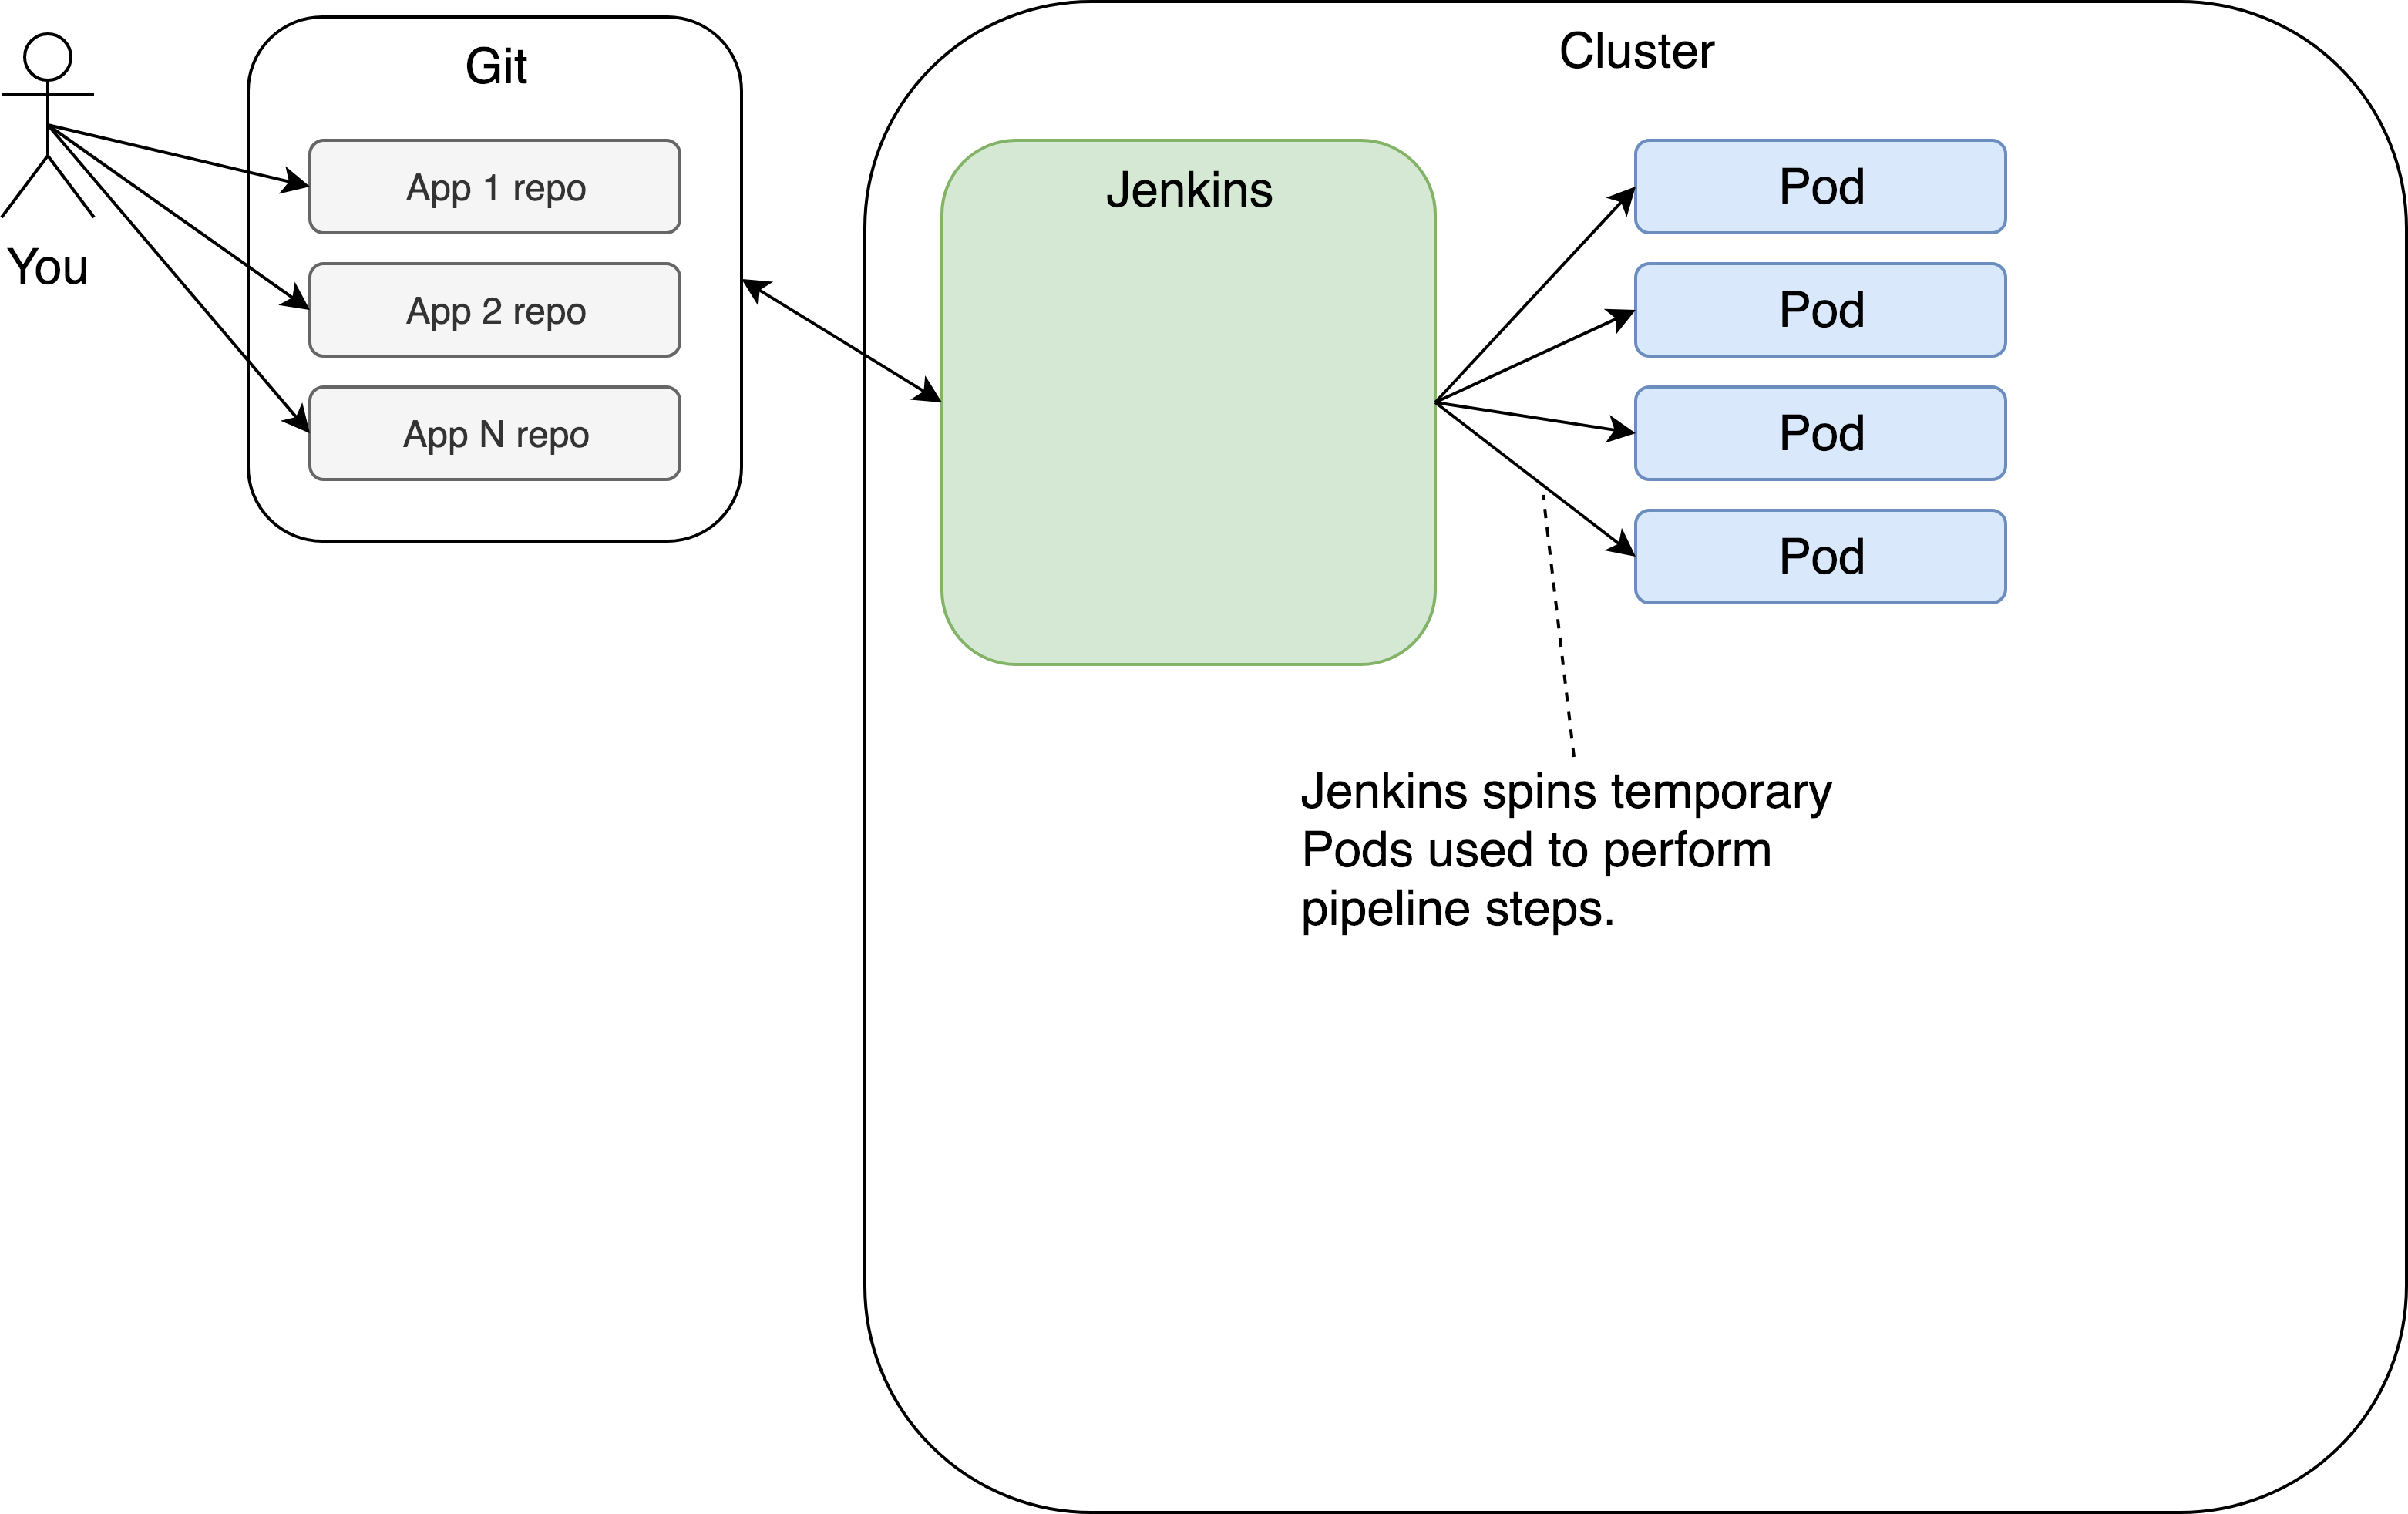 You
Git
App 1 repo
App 2 repo
App N repo
Cluster
Jenkins
Pod
Pod
Pod
Pod
Jenkins spins temporary
Pods used to perform
pipeline steps.